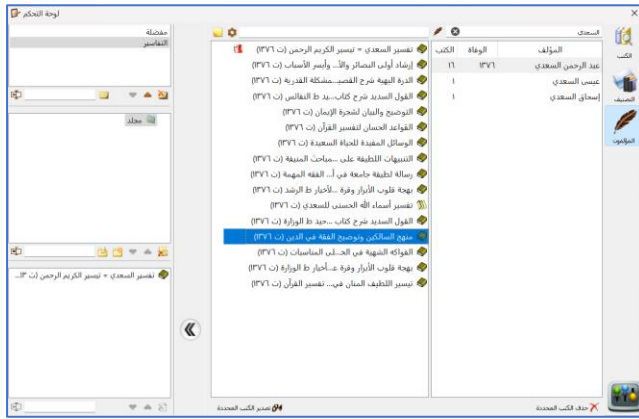 لوحة التحكم
السعدي
الكتب
التصنيف
المؤلفون
المؤلف الوفاة الكتب
عبد الرحمن السعدي ١٣٧٦ ١٦
عيسى السعدي ١
إسحاق السعدي ١
حذف الكتب المحددة
تفسير السعدي = تيسير الكريم الرحمن (ت ١٣٧٦)
إرشاد أولى البصائر والأ... وأيسر الأسباب (ت ١٣٧٦)
الدرة البهية شرح القصيـ...مشكلة القدرية (ت ١٣٧٦)
القول السديد شرح كتاب...يد ط النفائس (ت ١٣٧٦)
التوضيح والبيان لشجرة الإيمان (ت ١٣٧٦)
القواعد الحسان لتفسير القرآن (ت ١٣٧٦)
الوسائل المفيدة للحياة السعيدة (ت ١٣٧٦)
التنبيهات اللطيفة على ...مباحث المنيفة (ت ١٣٧٦)
رسالة لطيفة جامعة في أ... الفقه المهمة (ت ١٣٧٦)
بهجة قلوب الأبرار وقرة ...لأخيار ط الرشد (ت ١٣٧٦)
تفسير أسماء الله الحسنى للسعدي (ت ١٣٧٦)
القول السديد شرح كتاب ...حيد ط الوزارة (ت ١٣٧٦)
منهج السالكين وتوضيح الفقه في الدين (ت ١٣٧٦)
الفواكه الشهية في الخـ...لى المناسبات (ت ١٣٧٦)
بهجة قلوب الأبرار وقرة عـ...أخيار ط الوزارة (ت ١٣٧٦)
تيسير اللطيف المنان في... تفسير القرآن (ت ١٣٧٦)
تصدير الكتب المحددة
مفضلة
التفاسير
مجلد
تفسير السعدي = تيسير الكريم الرحمن (ت ١٣...